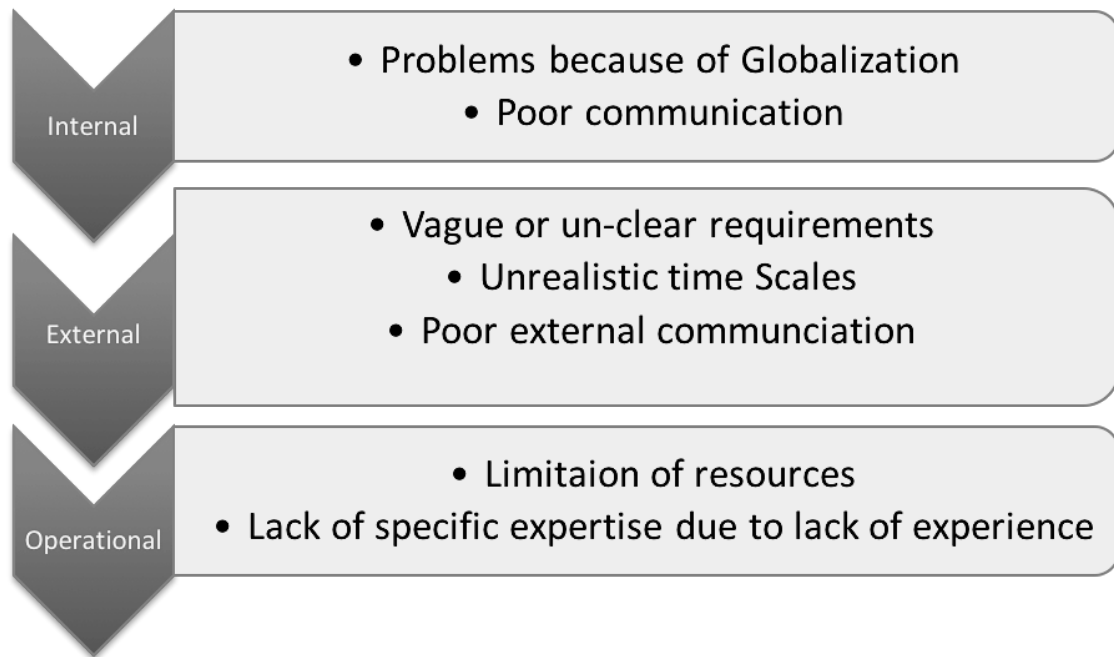 Internal
• Problems because of Globalization
• Poor communication
External
• Vague or un-clear requirements
• Unrealistic time Scales
• Poor external communciation
Operational
• Limitaion of resources
• Lack of specific expertise due to lack of experience